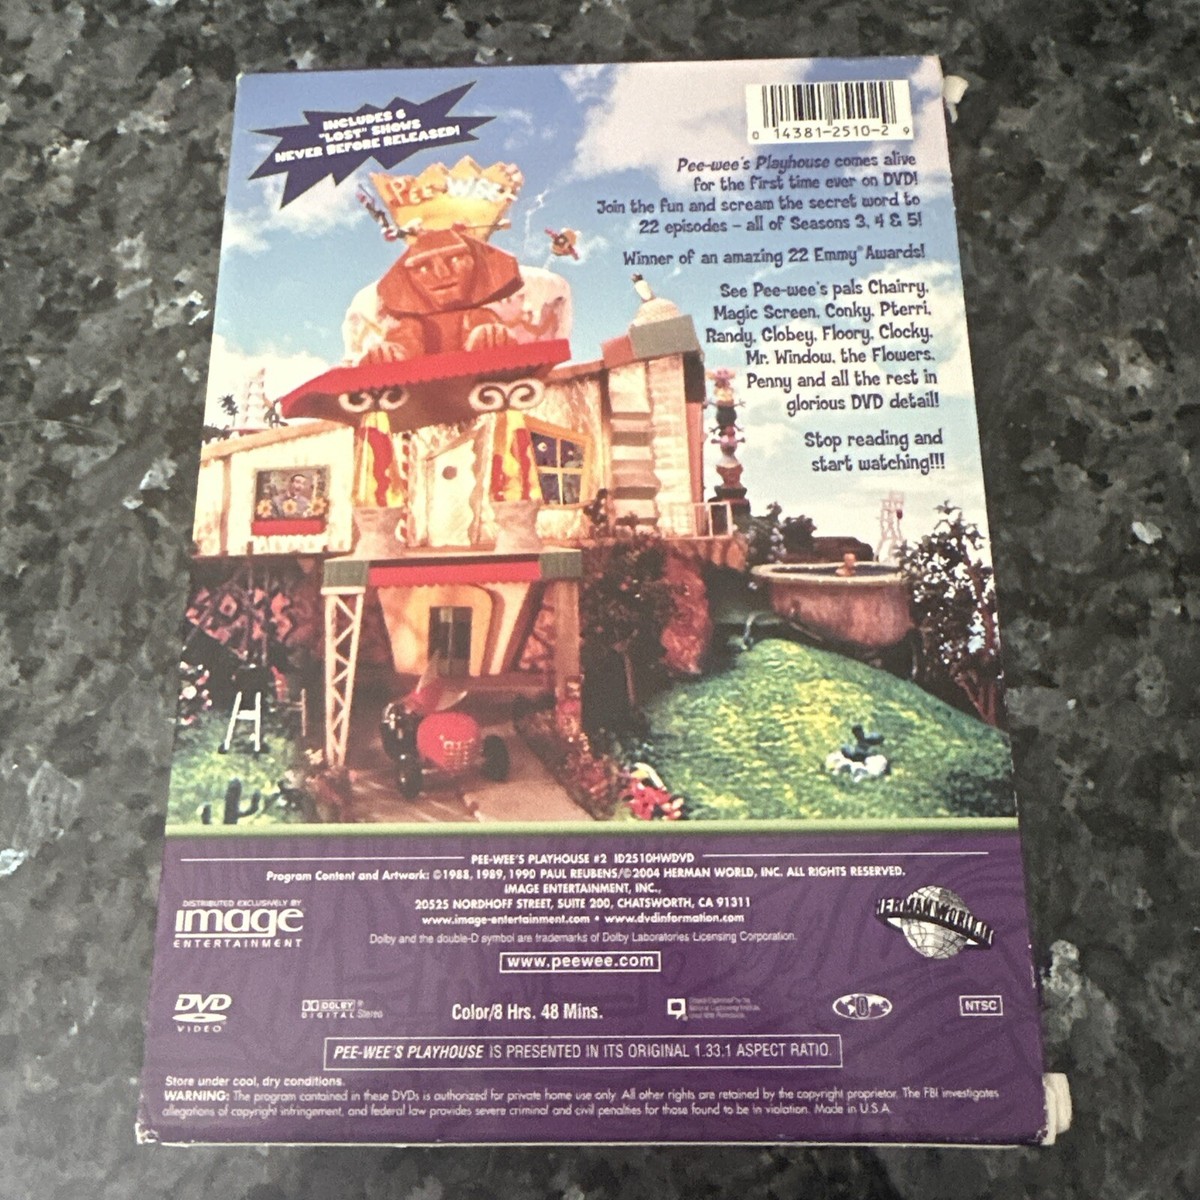 INCLUDES 6
"LOST" SHOWS
NEVER BEFORE RELEASED!
0 14381-2510-2 9
PEE-WEE'S
Pee-wee's Playhouse comes alive
for the first time ever on DVD!
Join the fun and scream the secret word to
22 episodes – all of Seasons 3, 4 & 5!
Winner of an amazing 22 Emmy® Awards!
See Pee-wee's pals Chairry,
Magic Screen, Conky, Pterri,
Randy, Globey, Floory, Clocky,
Mr. Window, the Flowers,
Penny and all the rest in
glorious DVD detail!
Stop reading and
start watching!!!
PEE-WEE'S PLAYHOUSE #2 ID2510HWDVD
Program Content and Artwork: ©1988, 1989, 1990 PAUL REUBENS/©2004 HERMAN WORLD, INC. ALL RIGHTS RESERVED.
IMAGE ENTERTAINMENT, INC.,
20525 NORDHOFF STREET, SUITE 200, CHATSWORTH, CA 91311
www.image-entertainment.com • www.dvdinformation.com
Dolby and the double-D symbol are trademarks of Dolby Laboratories Licensing Corporation.
www.peewee.com
DISTRIBUTED EXCLUSIVELY BY
image
ENTERTAINMENT
HERMAN WORLD, IN
DVD
VIDEO
DOLBY ®
DIGITAL Stereo
Color/8 Hrs. 48 Mins.
0
NTSC
PEE-WEE'S PLAYHOUSE IS PRESENTED IN ITS ORIGINAL 1.33:1 ASPECT RATIO.
Store under cool, dry conditions.
WARNING: The program contained in these DVDs is authorized for private home use only. All other rights are retained by the copyright proprietor. The FBI investigates
allegations of copyright infringement, and federal law provides severe criminal and civil penalties for those found to be in violation. Made in U.S.A.